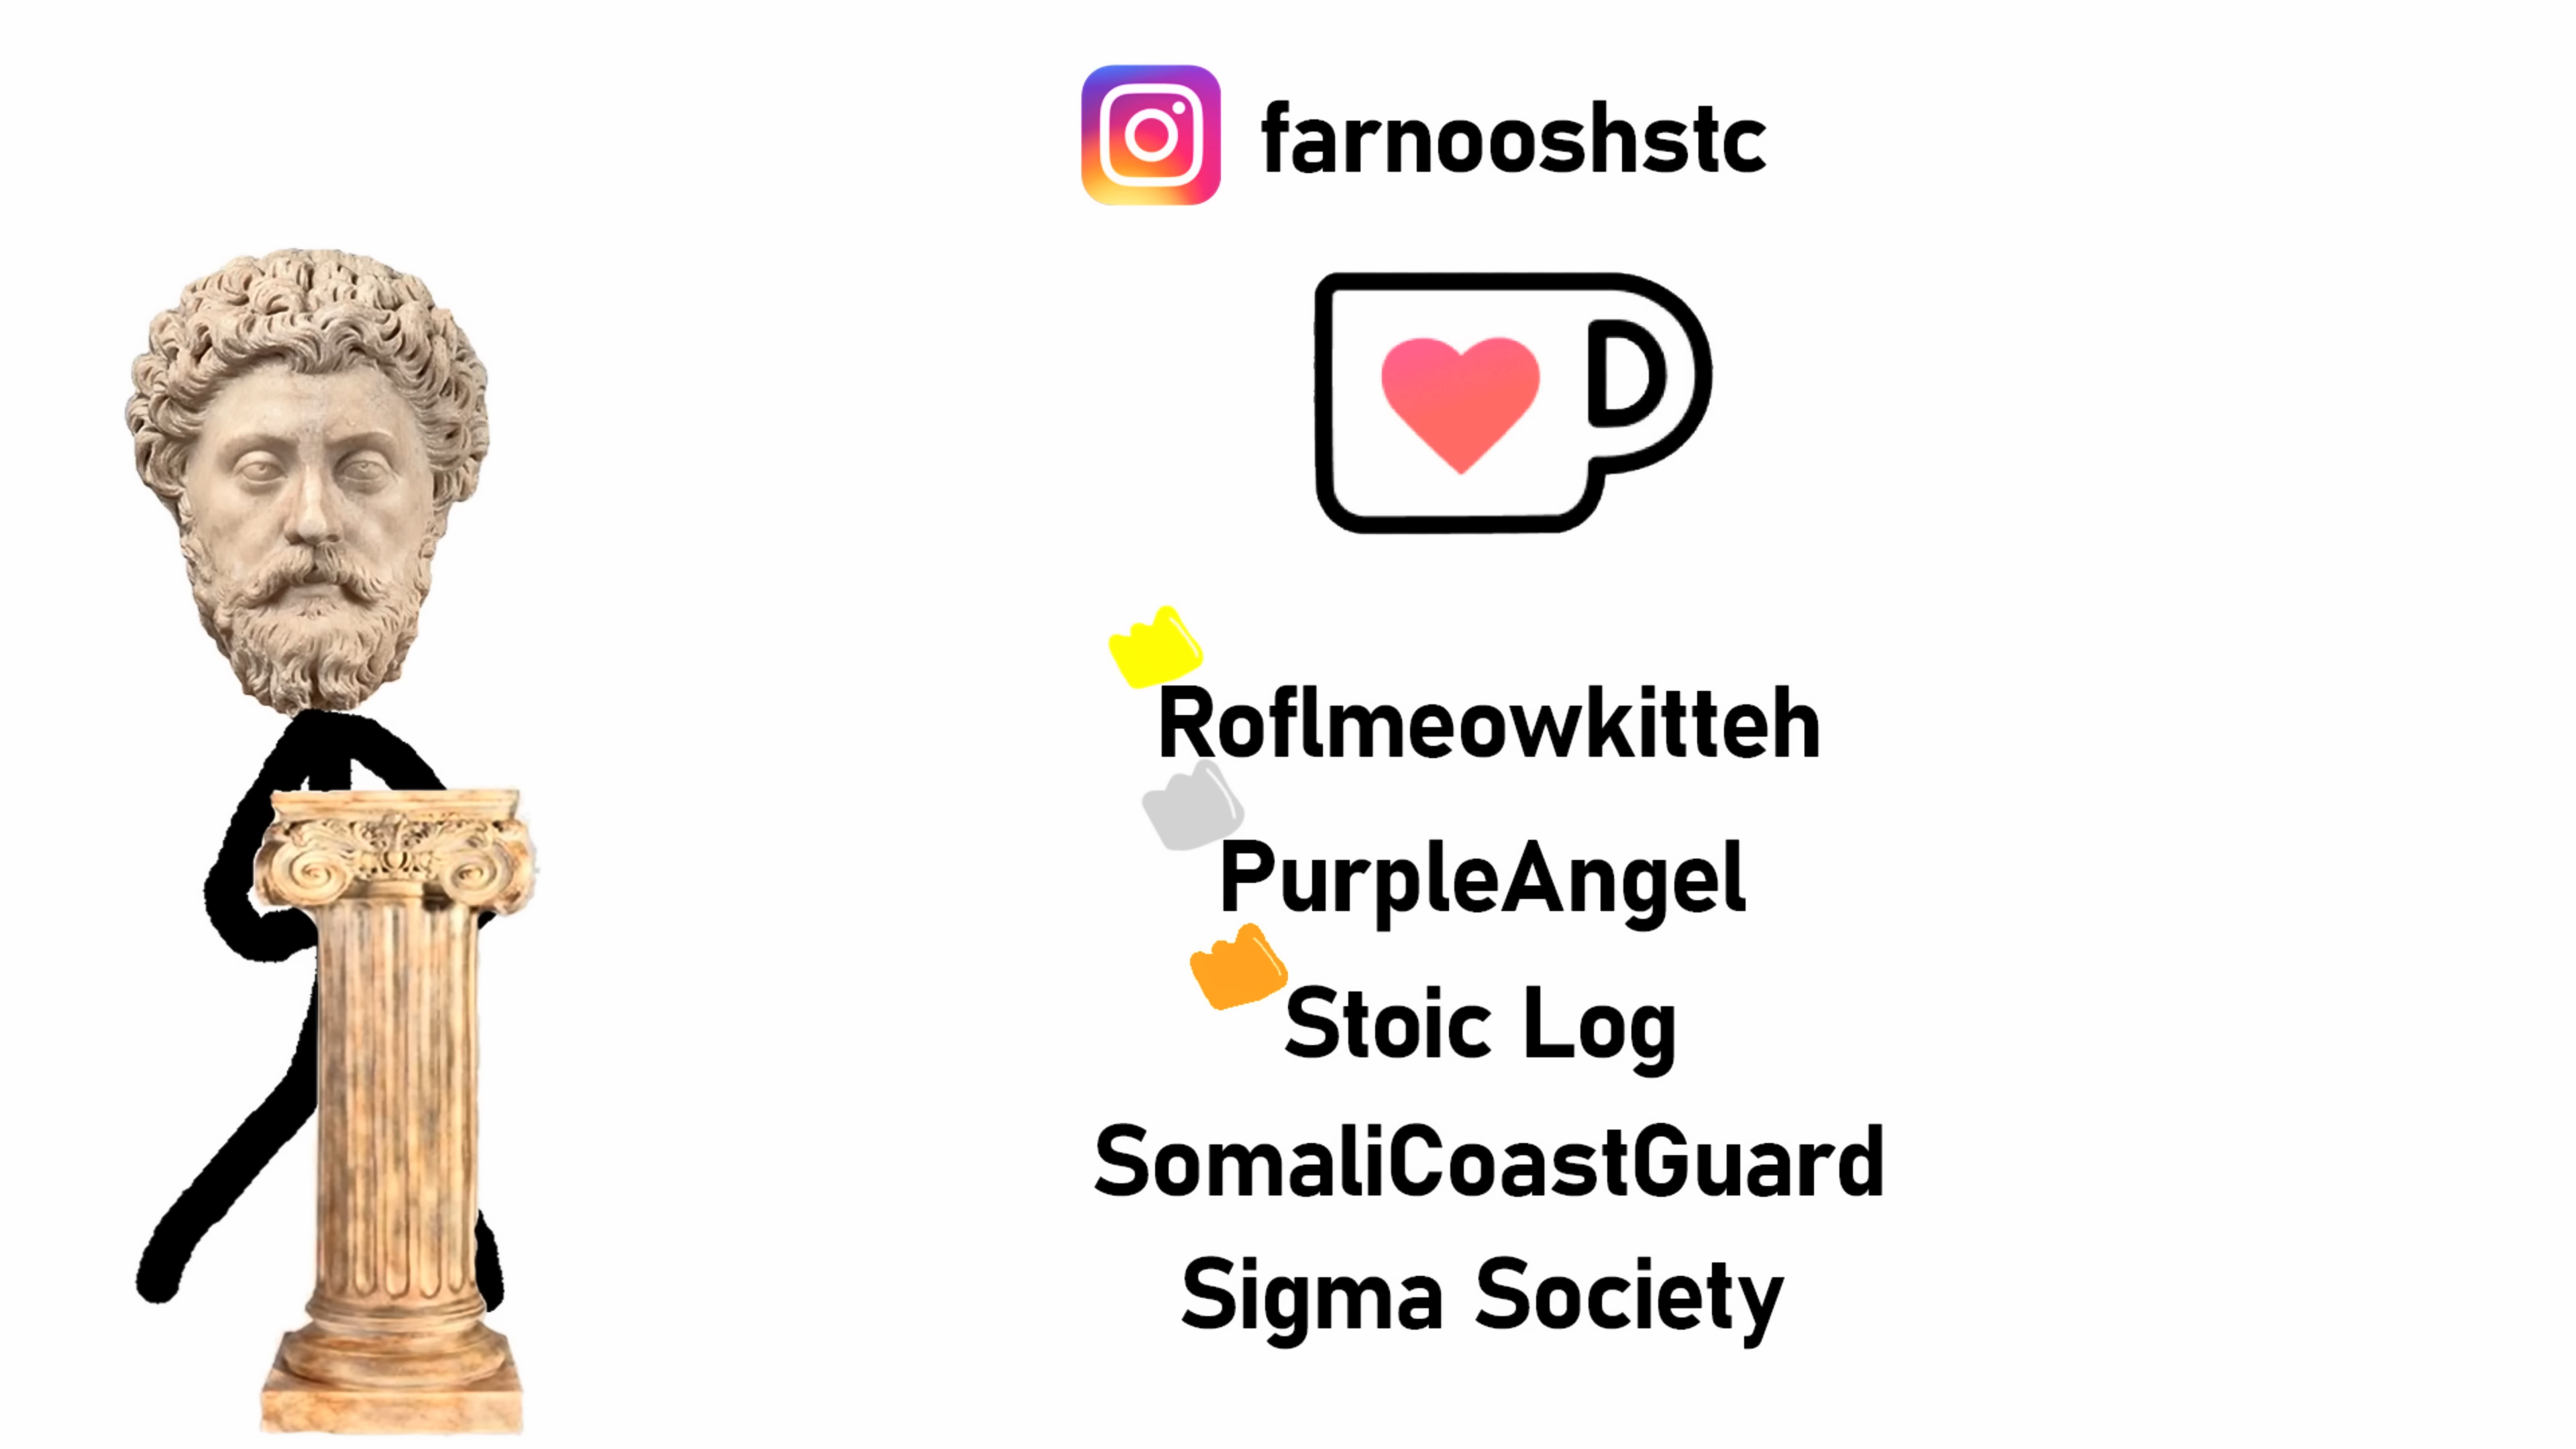 farnooshstc
Roflmeowkitteh
PurpleAngel
Stoic Log
SomaliCoastGuard
Sigma Society